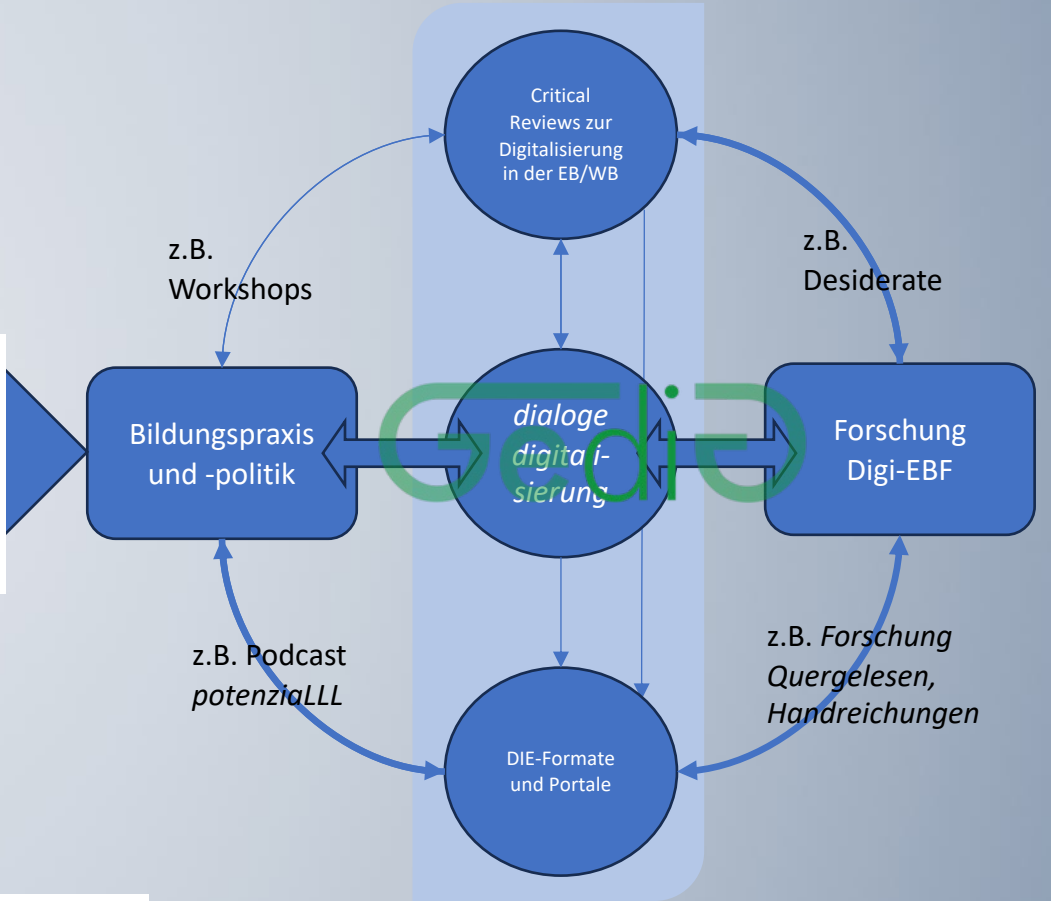 Critical
Reviews zur
Digitalisierung
in der EB/WB
z.B.
Workshops
z.B.
Desiderate
Bildungspraxis
und -politik
dialoge
digitali-
sierung
Gedig
Forschung
Digi-EBF
z.B. Podcast
potenziaLLL
z.B. Forschung
Quergelesen,
Handreichungen
DIE-Formate
und Portale